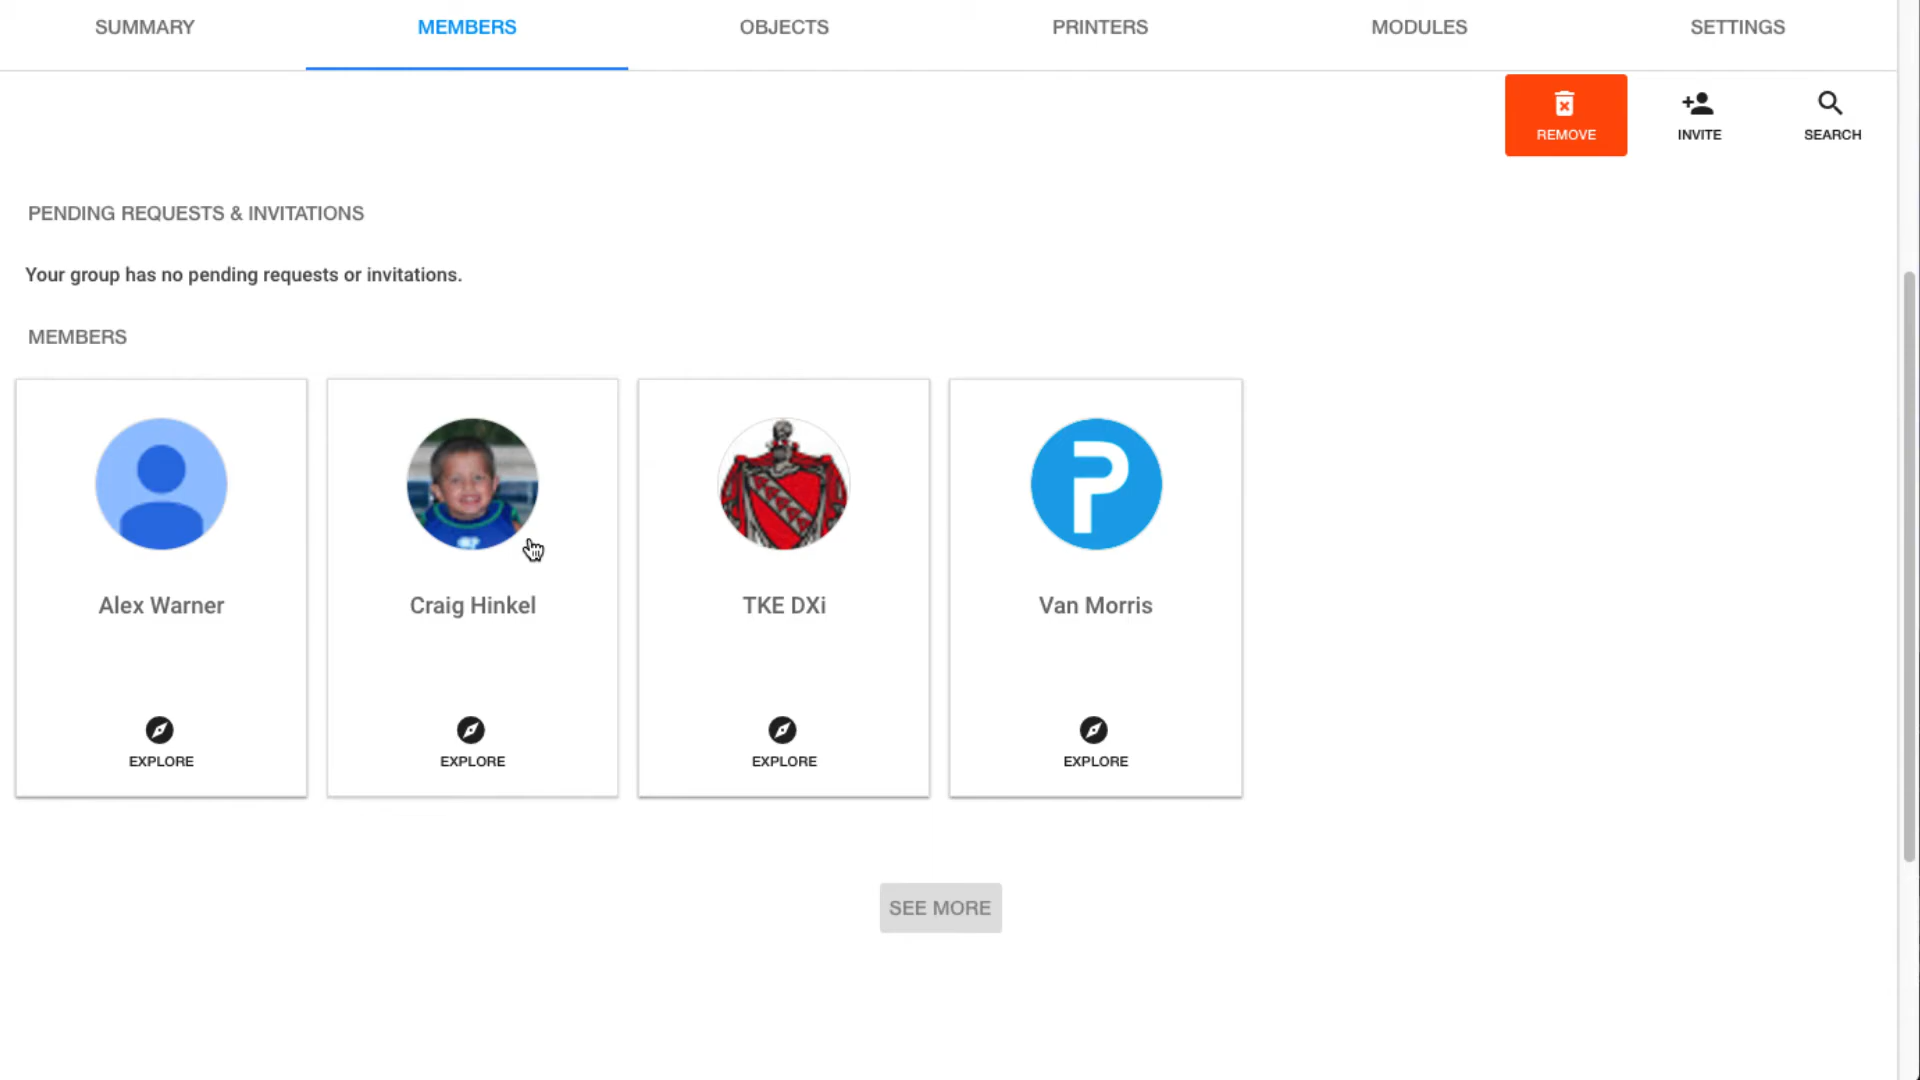 SUMMARY MEMBERS OBJECTS PRINTERS MODULES SETTINGS
REMOVE INVITE SEARCH
PENDING REQUESTS & INVITATIONS
Your group has no pending requests or invitations.
MEMBERS
P
Alex Warner Craig Hinkel TKE DXi Van Morris
EXPLORE EXPLORE EXPLORE EXPLORE
SEE MORE